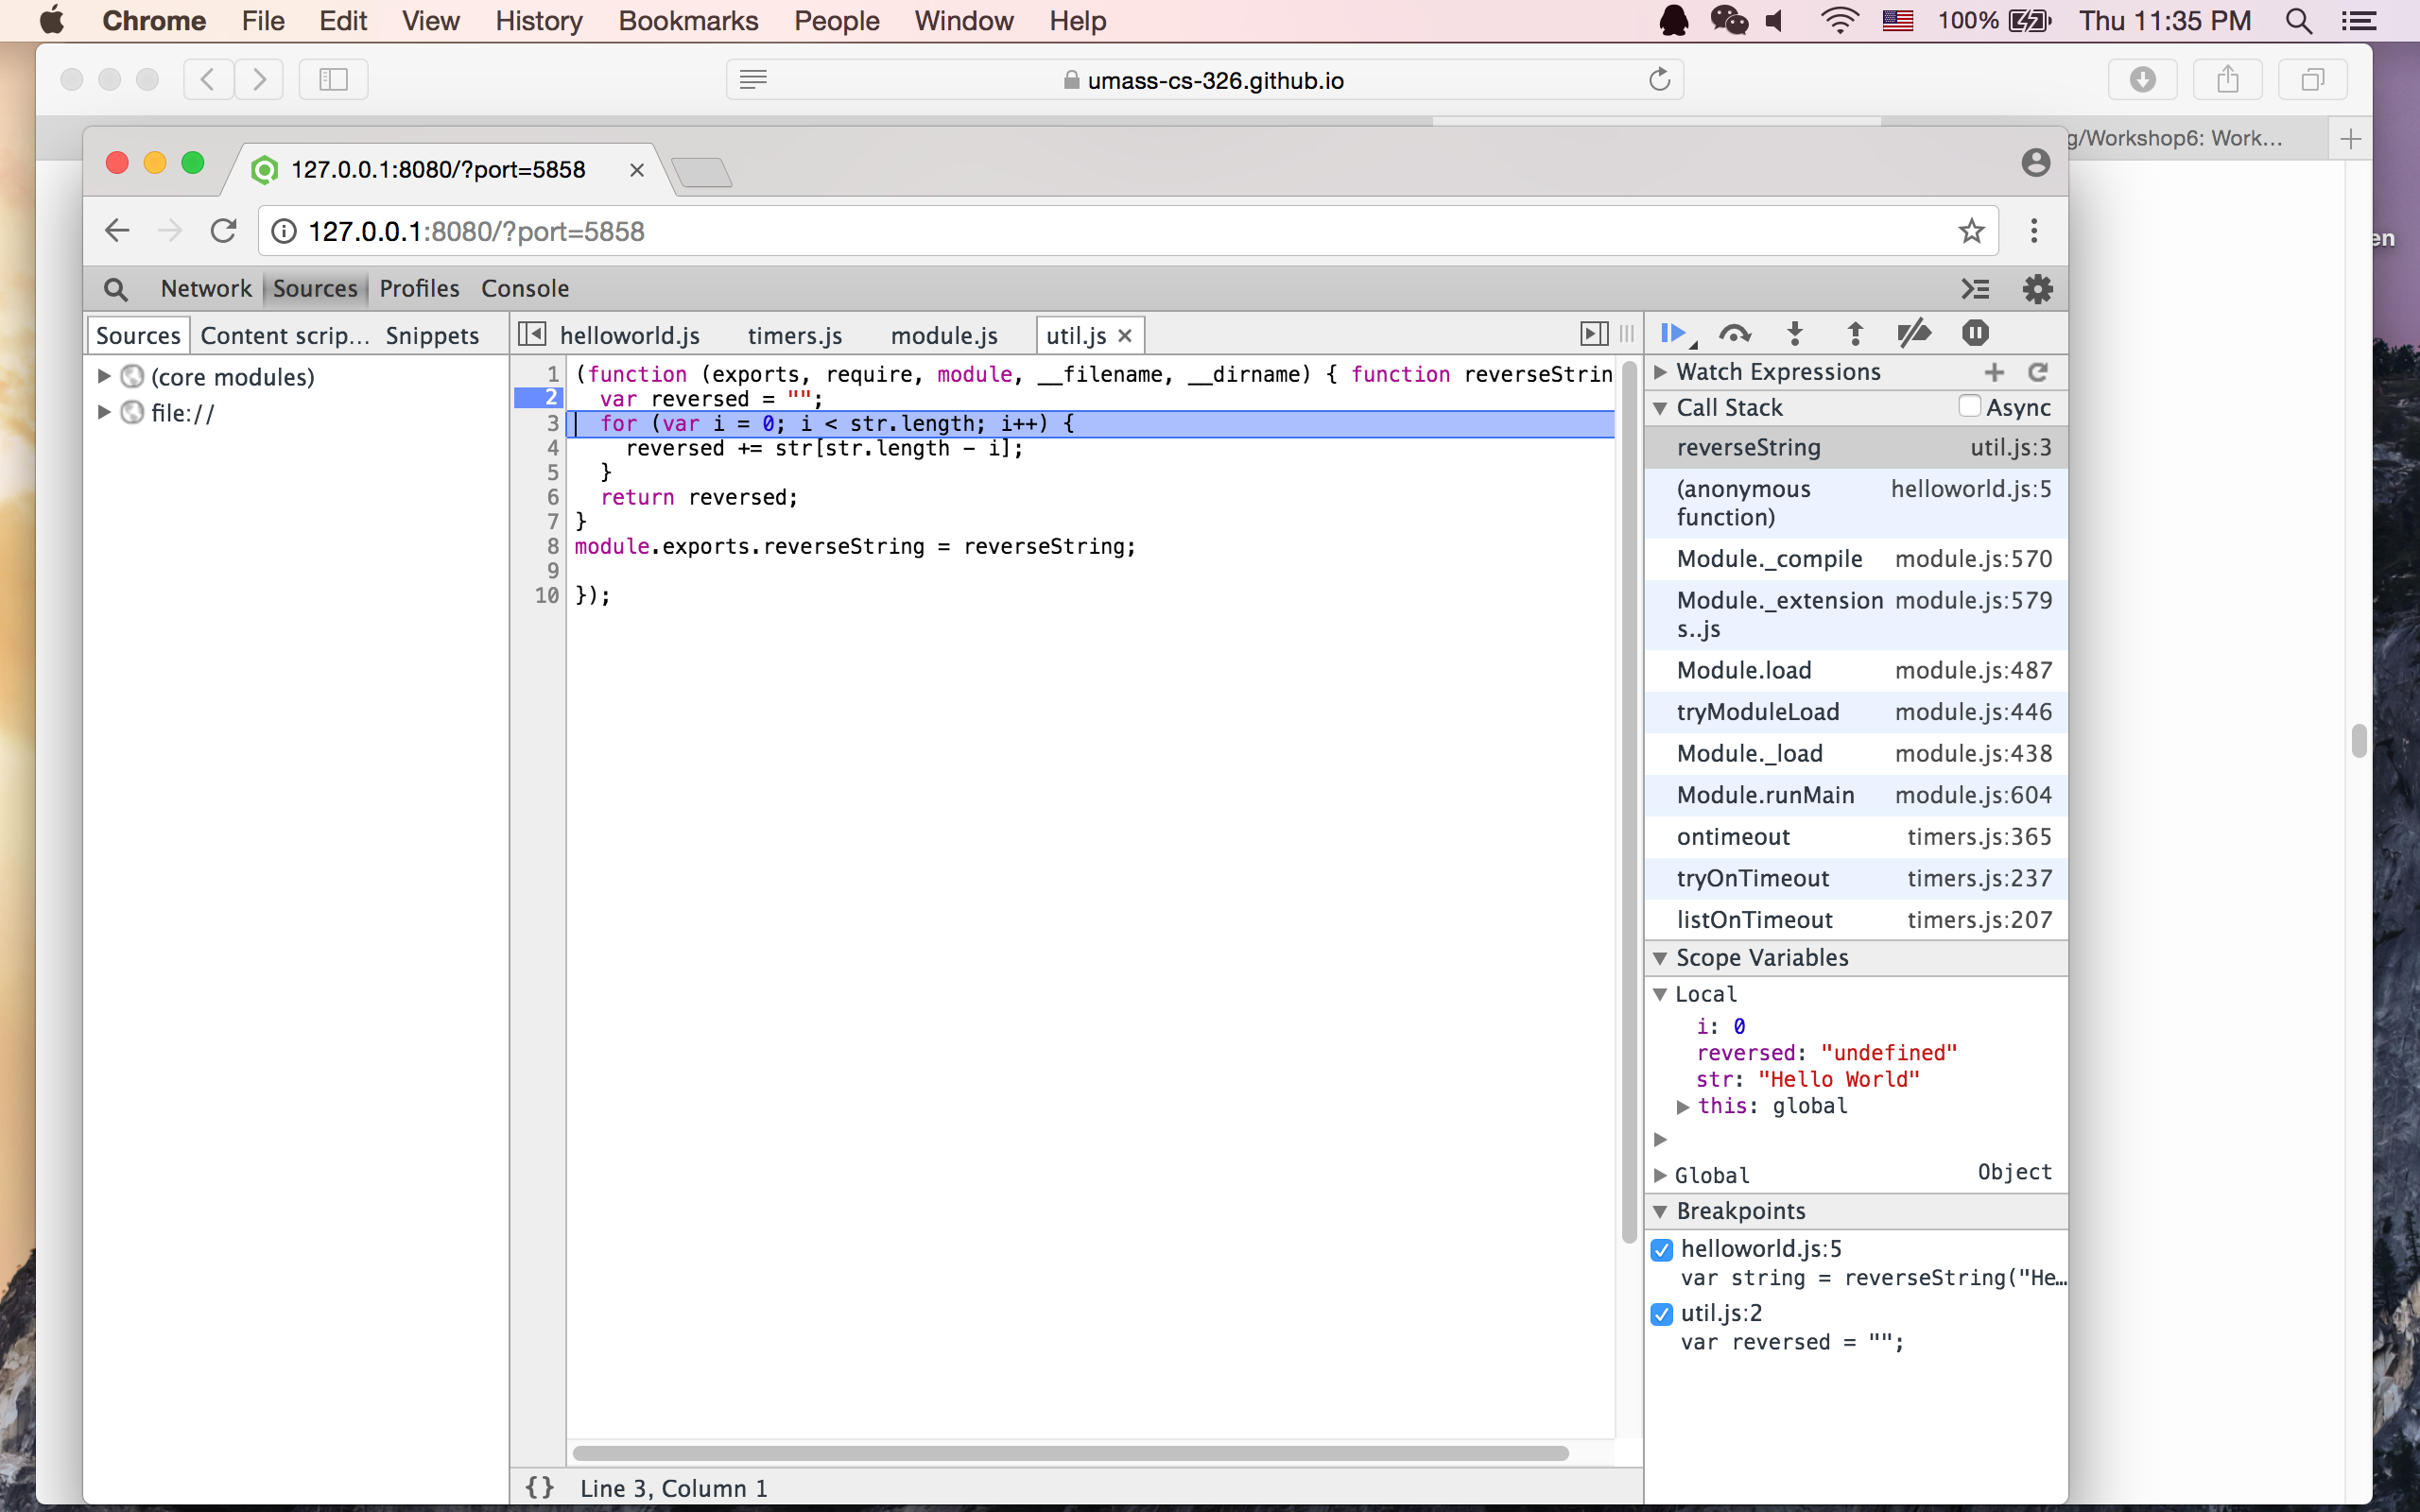 Chrome File Edit View History Bookmarks People Window Help 100% Thu 11:35 PM
umass-cs-326.github.io
g/Workshop6: Work...
127.0.0.1:8080/?port=5858
127.0.0.1:8080/?port=5858
en
Network Sources Profiles Console
Sources Content scrip... Snippets
(core modules)
file://
helloworld.js timers.js module.js util.js
1 (function (exports, require, module, __filename, __dirname) { function reverseStrin
2 var reversed = "";
3 for (var i = 0; i < str.length; i++) {
4 reversed += str[str.length - i];
5 }
6 return reversed;
7 }
8 module.exports.reverseString = reverseString;
9
10 });
{} Line 3, Column 1
Watch Expressions
Call Stack Async
reverseString util.js:3
(anonymous helloworld.js:5
function)
Module._compile module.js:570
Module._extension module.js:579
s..js
Module.load module.js:487
tryModuleLoad module.js:446
Module._load module.js:438
Module.runMain module.js:604
ontimeout timers.js:365
tryOnTimeout timers.js:237
listOnTimeout timers.js:207
Scope Variables
Local
i: 0
reversed: "undefined"
str: "Hello World"
this: global
Global Object
Breakpoints
helloworld.js:5
var string = reverseString("He...
util.js:2
var reversed = "";